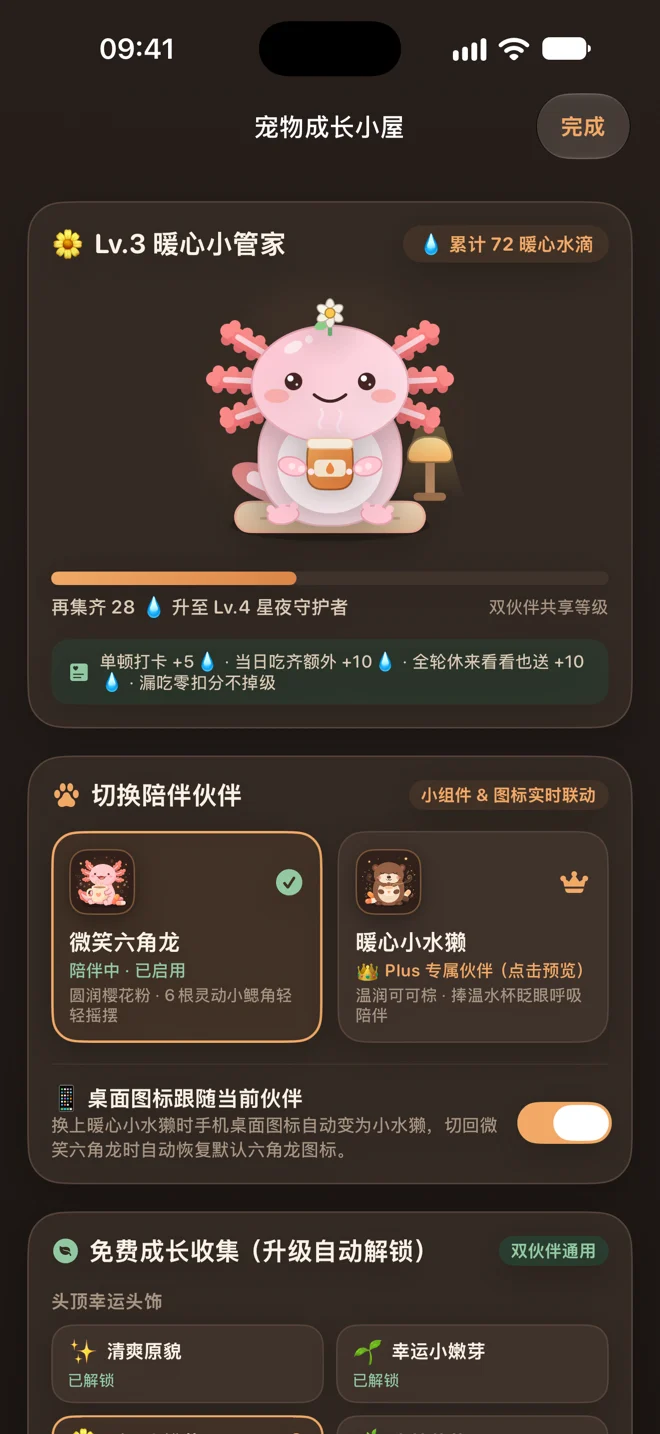 09:41
宠物成长小屋
完成
🌼 Lv.3 暖心小管家
💧 累计 72 暖心水滴
再集齐 28 💧 升至 Lv.4 星夜守护者
双伙伴共享等级
单顿打卡 +5 💧 · 当日吃齐额外 +10 💧 · 全轮休来看看也送 +10
💧 · 漏吃零扣分不掉级
切换陪伴伙伴
小组件 & 图标实时联动
微笑六角龙
陪伴中 · 已启用
圆润樱花粉 · 6 根灵动小鳃角轻
轻摇摆
暖心小水獭
👑 Plus 专属伙伴（点击预览）
温润可可棕 · 捧温水杯眨眼呼吸
陪伴
📱 桌面图标跟随当前伙伴
换上暖心小水獭时手机桌面图标自动变为小水獭，切回微
笑六角龙时自动恢复默认六角龙图标。
免费成长收集（升级自动解锁）
双伙伴通用
头顶幸运头饰
✨ 清爽原貌
已解锁
🌱 幸运小嫩芽
已解锁